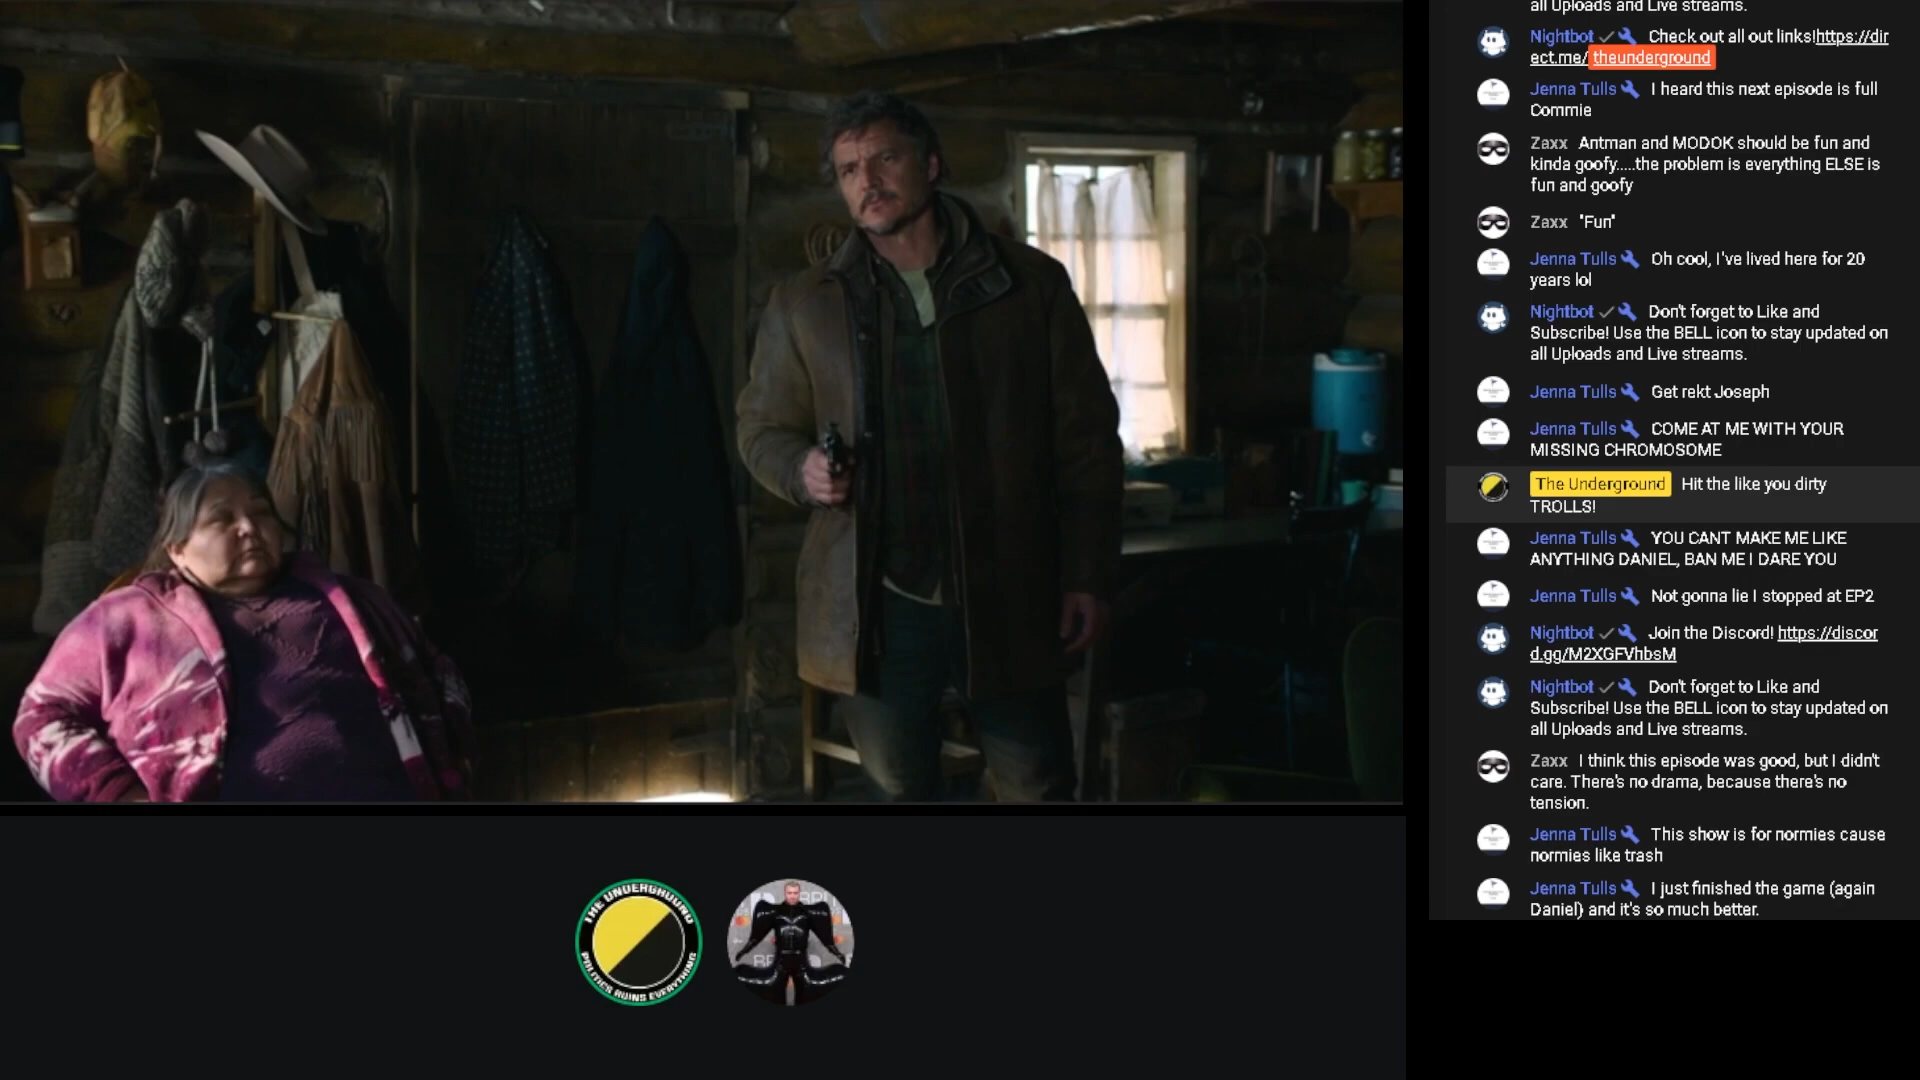 all Uploads and Live streams.
Nightbot Check out all out links!https://dir
ect.me/theunderground
Jenna Tulls I heard this next episode is full
Commie
Zaxx Antman and MODOK should be fun and
kinda goofy.....the problem is everything ELSE is
fun and goofy
Zaxx "Fun"
Jenna Tulls Oh cool, I've lived here for 20
years lol
Nightbot Don't forget to Like and
Subscribe! Use the BELL icon to stay updated on
all Uploads and Live streams.
Jenna Tulls Get rekt Joseph
Jenna Tulls COME AT ME WITH YOUR
MISSING CHROMOSOME
The Underground Hit the like you dirty
TROLLS!
Jenna Tulls YOU CANT MAKE ME LIKE
ANYTHING DANIEL, BAN ME I DARE YOU
Jenna Tulls Not gonna lie I stopped at EP2
Nightbot Join the Discord! https://discor
d.gg/M2XGFVhbsM
Nightbot Don't forget to Like and
Subscribe! Use the BELL icon to stay updated on
all Uploads and Live streams.
Zaxx I think this episode was good, but I didn't
care. There's no drama, because there's no
tension.
Jenna Tulls This show is for normies cause
normies like trash
Jenna Tulls I just finished the game (again
Daniel) and it's so much better.
THE UNDERGROUND
POLITICS RUINS EVERYTHING